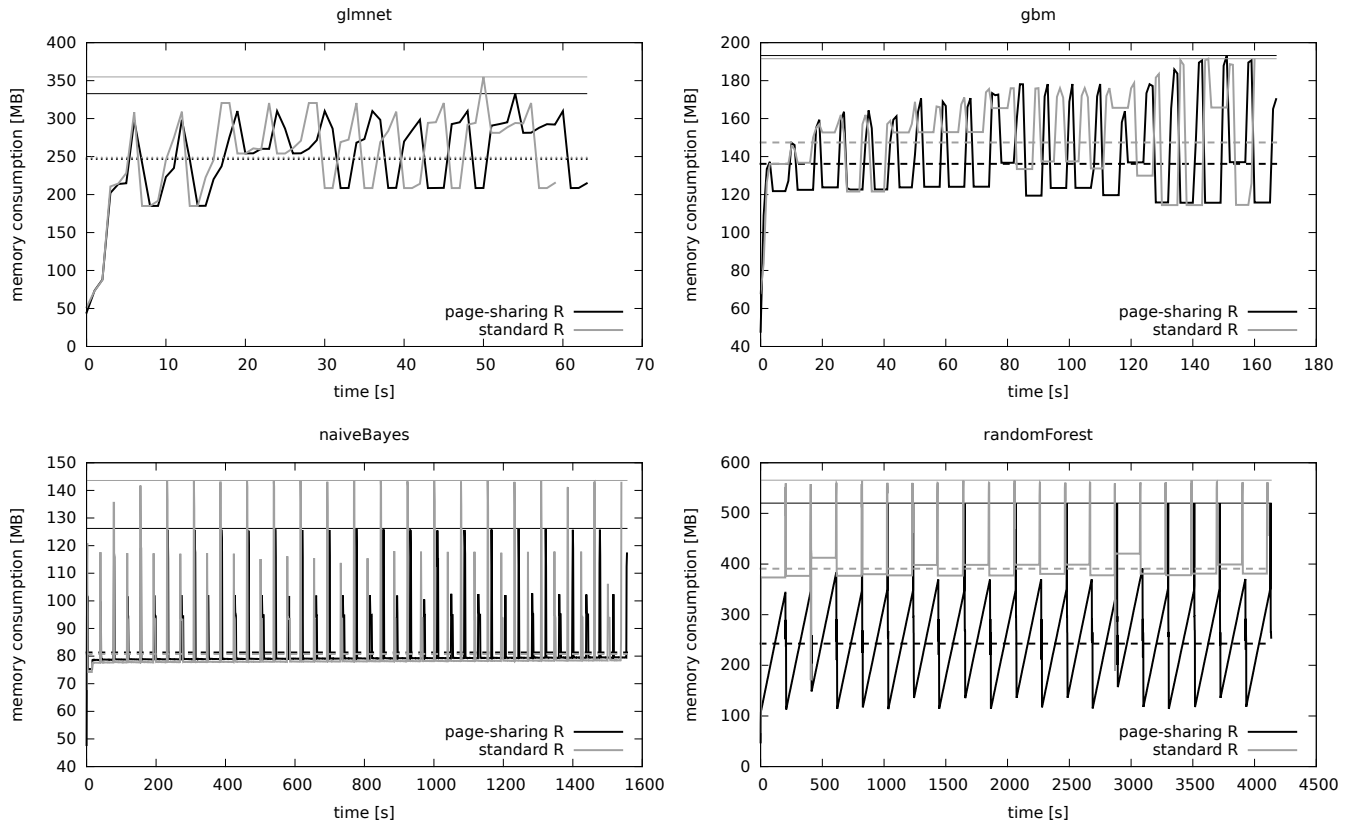 glmnet
memory consumption [MB]
400
350
300
250
200
150
100
50
0
page-sharing R
standard R
0 10 20 30 40 50 60 70
time [s]
gbm
memory consumption [MB]
200
180
160
140
120
100
80
60
40
page-sharing R
standard R
0 20 40 60 80 100 120 140 160 180
time [s]
naiveBayes
memory consumption [MB]
150
140
130
120
110
100
90
80
70
60
50
40
page-sharing R
standard R
0 200 400 600 800 1000 1200 1400 1600
time [s]
randomForest
memory consumption [MB]
600
500
400
300
200
100
0
page-sharing R
standard R
0 500 1000 1500 2000 2500 3000 3500 4000 4500
time [s]